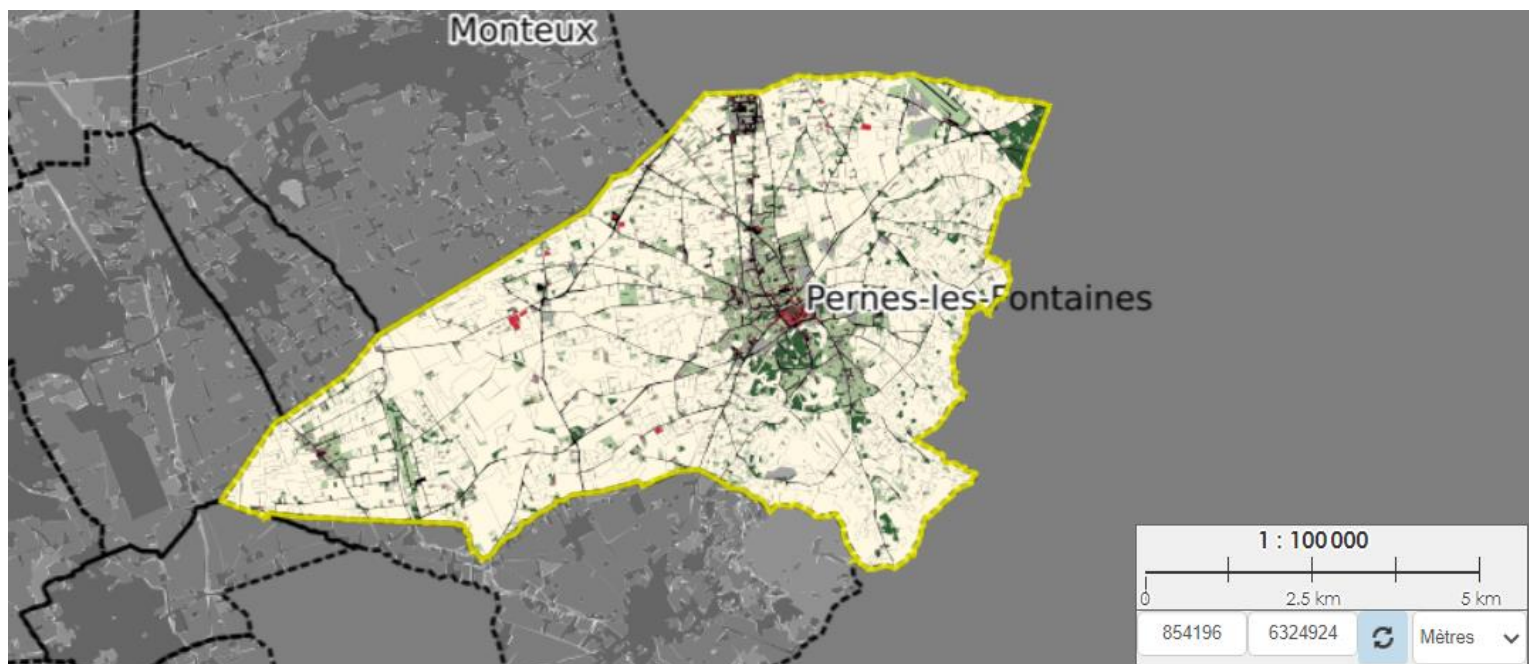 Monteux
Pernes-les-Fontaines
1 : 100 000
0 2.5 km 5 km
854196 6324924 Mètres